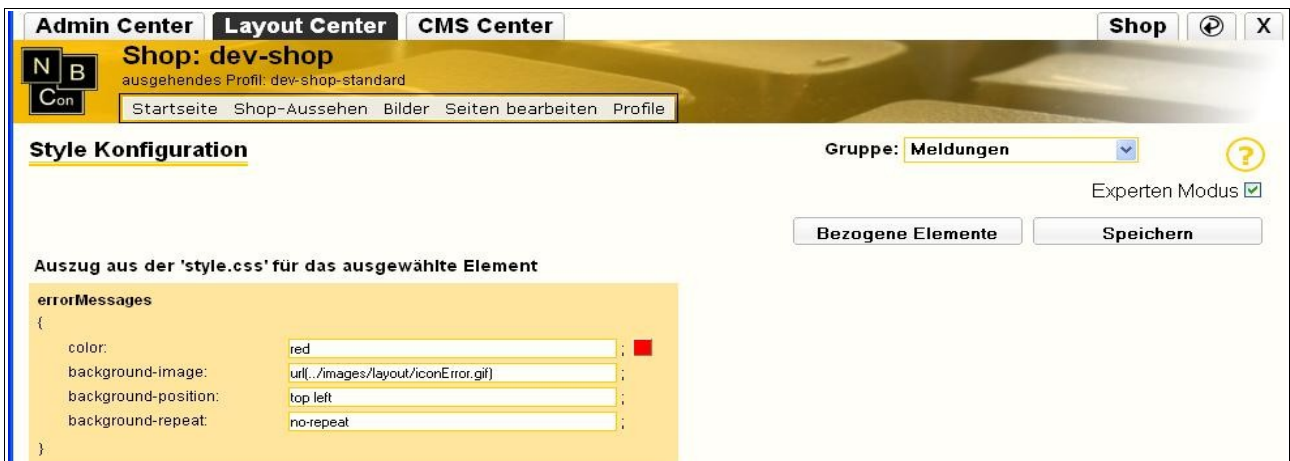 Admin Center Layout Center CMS Center Shop X
N B Con
Shop: dev-shop
ausgehendes Profil: dev-shop-standard
Startseite Shop-Aussehen Bilder Seiten bearbeiten Profile
Style Konfiguration Gruppe: Meldungen ?
Experten Modus
Bezogene Elemente Speichern
Auszug aus der 'style.css' für das ausgewählte Element
errorMessages
{
color: red ;
background-image: url(../images/layout/iconError.gif) ;
background-position: top left ;
background-repeat: no-repeat ;
}